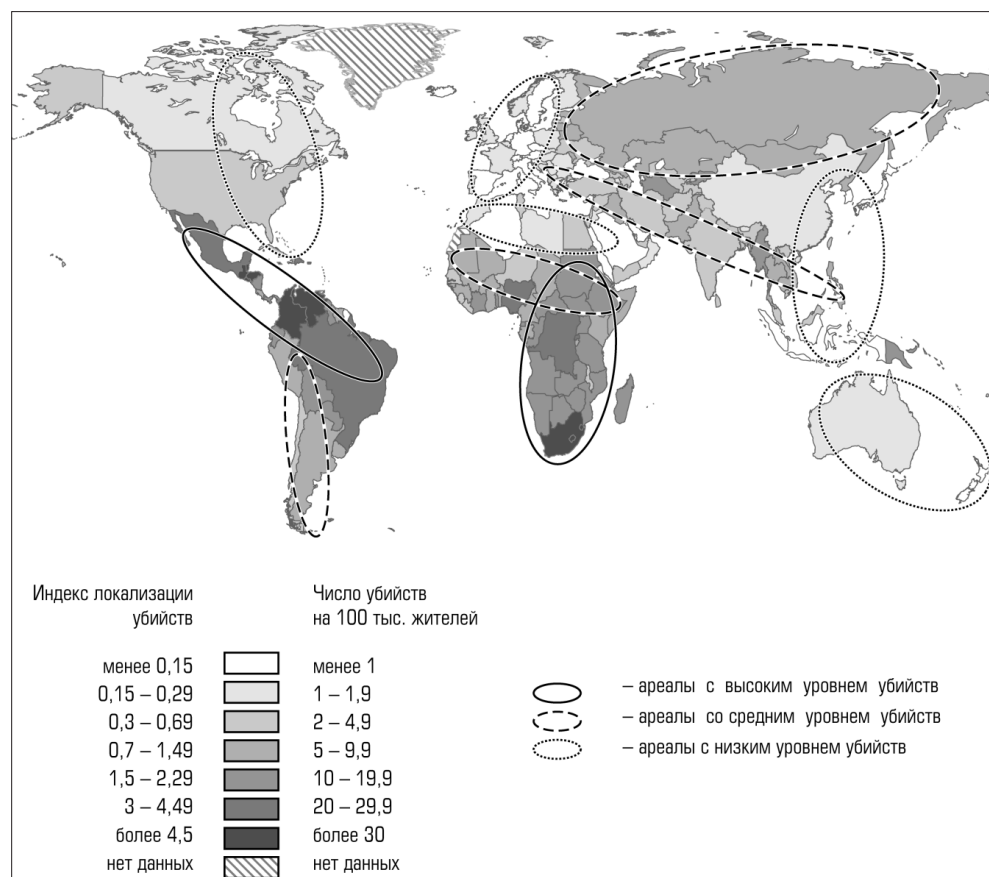 Индекс локализации
убийств
Число убийств
на 100 тыс. жителей
менее 0,15
менее 1
0,15 – 0,29
1 – 1,9
0,3 – 0,69
2 – 4,9
0,7 – 1,49
5 – 9,9
1,5 – 2,29
10 – 19,9
3 – 4,49
20 – 29,9
более 4,5
более 30
нет данных
нет данных
– ареалы с высоким уровнем убийств
– ареалы со средним уровнем убийств
– ареалы с низким уровнем убийств